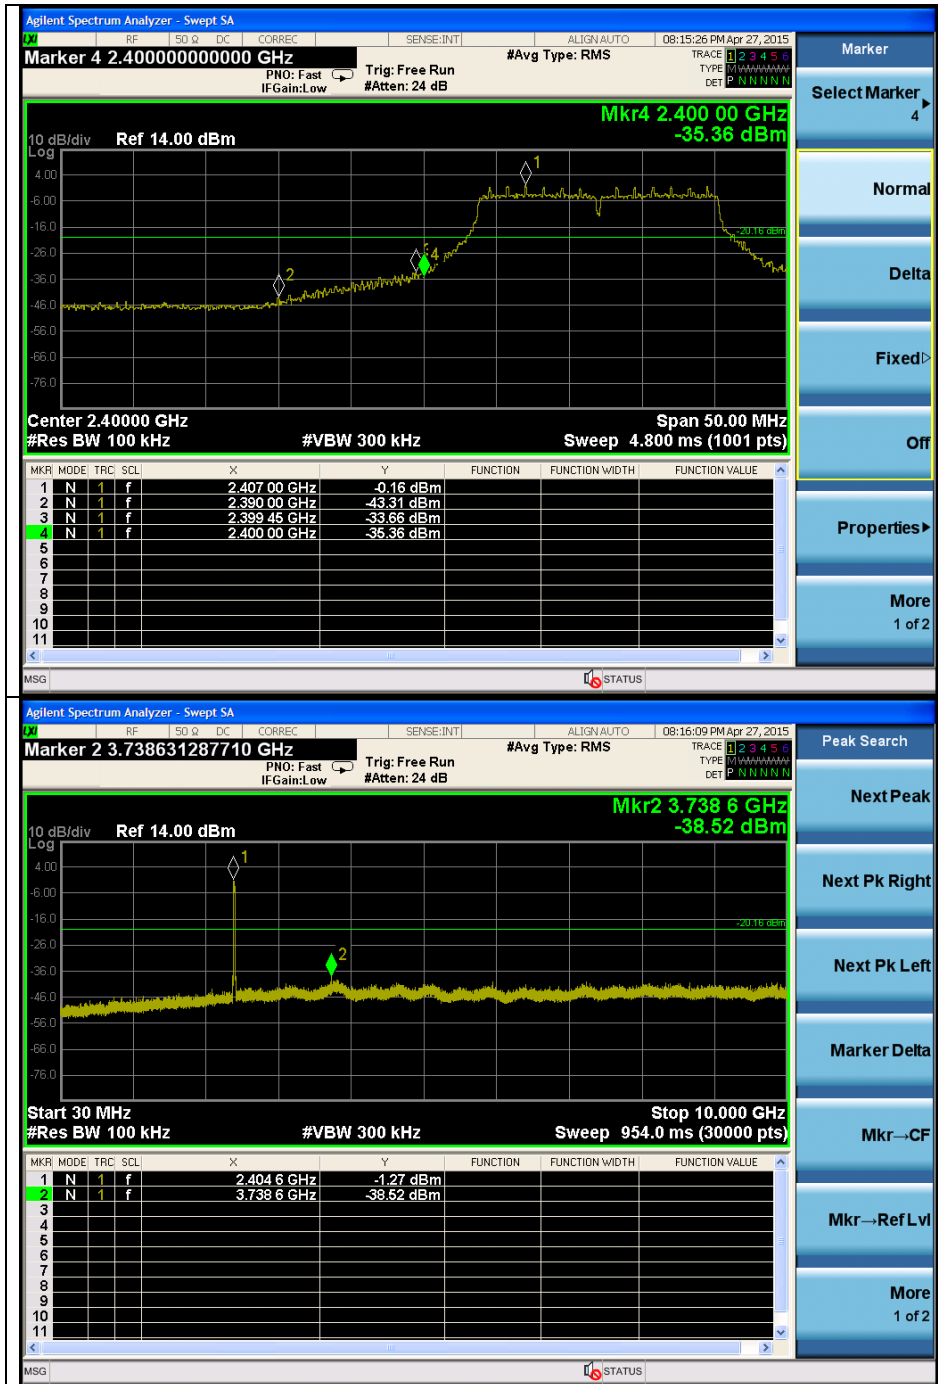 Agilent Spectrum Analyzer - Swept SA
LXI RF 50 Ω DC CORREC SENSE:INT ALIGN AUTO 08:15:26 PM Apr 27, 2015
Marker 4 2.400000000000 GHz
#Avg Type: RMS
TRACE 1 2 3 4 5 6
PNO: Fast
Trig: Free Run
TYPE M WWWWW
IFGain:Low
#Atten: 24 dB
DET P N N N N N
Mkr4 2.400 00 GHz
-35.36 dBm
10 dB/div Ref 14.00 dBm
Log
4.00
-6.00
-16.0
-26.0
-36.0
-46.0
-56.0
-66.0
-76.0
1
2
4
-20.16 dBm
Center 2.40000 GHz Span 50.00 MHz
#Res BW 100 kHz #VBW 300 kHz Sweep 4.800 ms (1001 pts)
MKR MODE TRC SCL X Y FUNCTION FUNCTION WIDTH FUNCTION VALUE
1 N 1 f 2.407 00 GHz -0.16 dBm
2 N 1 f 2.390 00 GHz -43.31 dBm
3 N 1 f 2.399 45 GHz -33.66 dBm
4 N 1 f 2.400 00 GHz -35.36 dBm
5
6
7
8
9
10
11
MSG STATUS
Marker
Select Marker
4
Normal
Delta
Fixed
Off
Properties
More
1 of 2
Agilent Spectrum Analyzer - Swept SA
LXI RF 50 Ω DC CORREC SENSE:INT ALIGN AUTO 08:16:09 PM Apr 27, 2015
Marker 2 3.738631287710 GHz
#Avg Type: RMS
TRACE 1 2 3 4 5 6
PNO: Fast
Trig: Free Run
TYPE M WWWWW
IFGain:Low
#Atten: 24 dB
DET P N N N N N
Mkr2 3.738 6 GHz
-38.52 dBm
10 dB/div Ref 14.00 dBm
Log
4.00
-6.00
-16.0
-26.0
-36.0
-46.0
-56.0
-66.0
-76.0
1
2
-20.16 dBm
Start 30 MHz Stop 10.000 GHz
#Res BW 100 kHz #VBW 300 kHz Sweep 954.0 ms (30000 pts)
MKR MODE TRC SCL X Y FUNCTION FUNCTION WIDTH FUNCTION VALUE
1 N 1 f 2.404 6 GHz -1.27 dBm
2 N 1 f 3.738 6 GHz -38.52 dBm
3
4
5
6
7
8
9
10
11
MSG STATUS
Peak Search
Next Peak
Next Pk Right
Next Pk Left
Marker Delta
Mkr→CF
Mkr→Ref Lvl
More
1 of 2